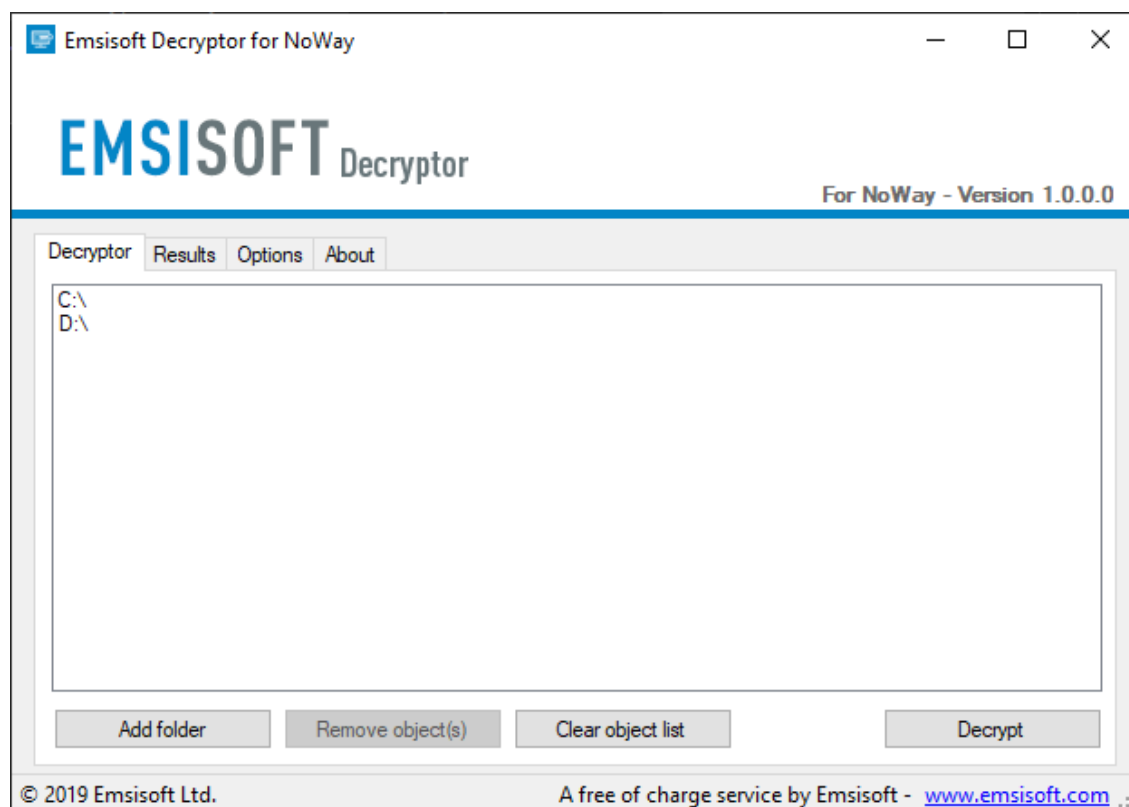 Emsisoft Decryptor for NoWay
EMSISOFT Decryptor
For NoWay - Version 1.0.0.0
Decryptor Results Options About
C:\
D:\
Add folder Remove object(s) Clear object list Decrypt
© 2019 Emsisoft Ltd. A free of charge service by Emsisoft - www.emsisoft.com